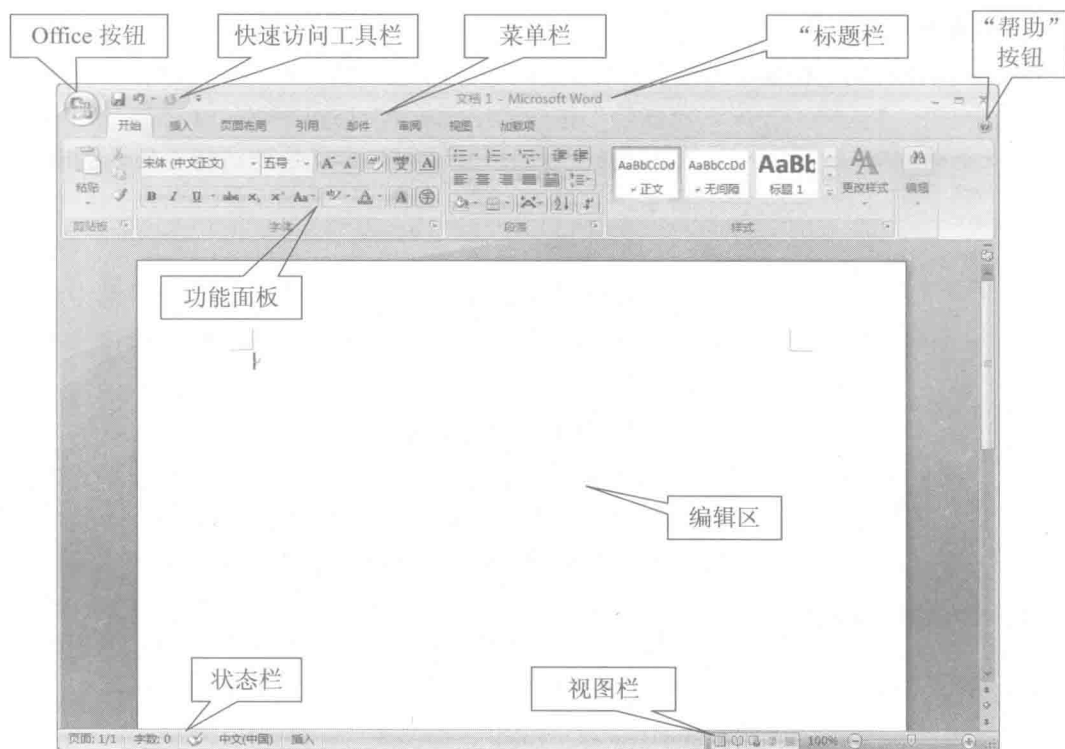 Office 按钮
快速访问工具栏
菜单栏
“标题栏
“帮助”
按钮
文档 1 - Microsoft Word
开始 插入 页面布局 引用 邮件 审阅 视图 加载项
宋体 (中文正文) 五号
A A A
AaBbCcDd AaBbCcDd AaBb
粘贴
正文 无间隔 标题 1 更改样式 编辑
B I U abc x, x² Aa A A 字
剪贴板 字体 段落 样式
功能面板
编辑区
状态栏
视图栏
页面: 1/1 字数: 0 中文(中国) 插入 100%